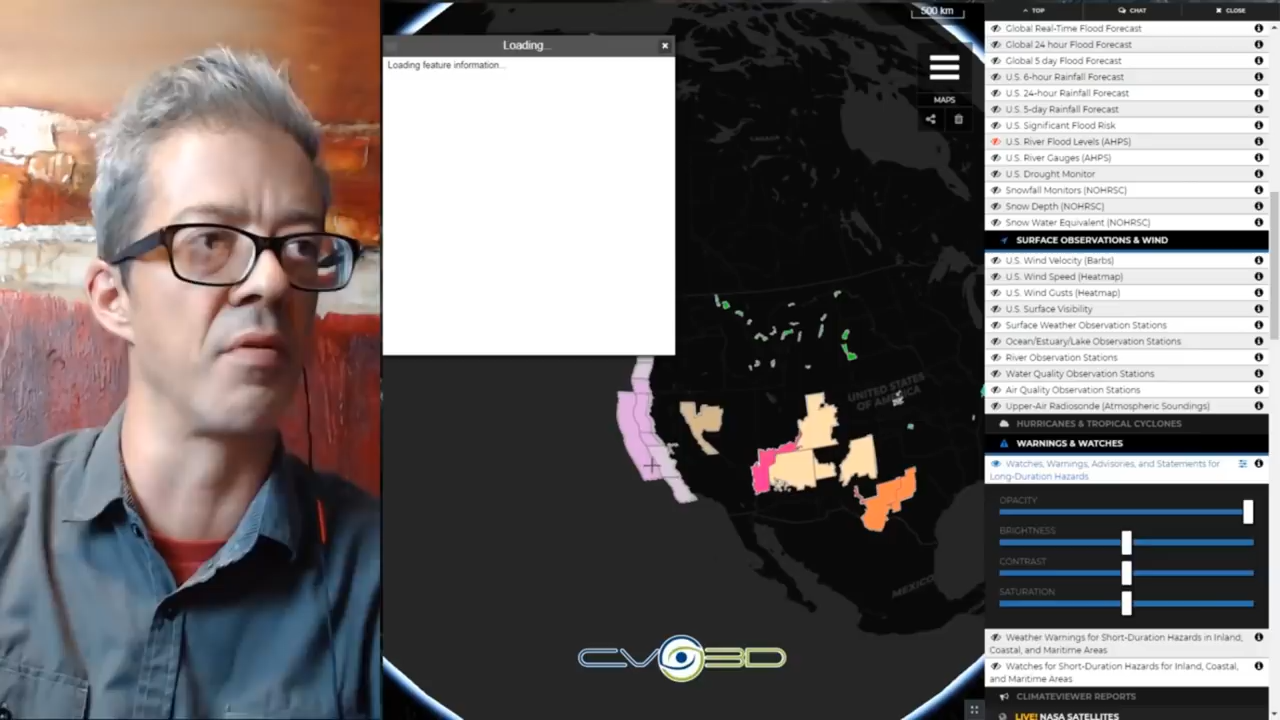 500 km
MAPS
Loading...
Loading feature information...
UNITED STATES
OF AMERICA
MEXICO
CV3D
TOP
CHAT
CLOSE
Global Real-Time Flood Forecast
Global 24 hour Flood Forecast
Global 5 day Flood Forecast
U.S. 6-hour Rainfall Forecast
U.S. 24-hour Rainfall Forecast
U.S. 5-day Rainfall Forecast
U.S. Significant Flood Risk
U.S. River Flood Levels (AHPS)
U.S. River Gauges (AHPS)
U.S. Drought Monitor
Snowfall Monitors (NOHRSC)
Snow Depth (NOHRSC)
Snow Water Equivalent (NOHRSC)
SURFACE OBSERVATIONS & WIND
U.S. Wind Velocity (Barbs)
U.S. Wind Speed (Heatmap)
U.S. Wind Gusts (Heatmap)
U.S. Surface Visibility
Surface Weather Observation Stations
Ocean/Estuary/Lake Observation Stations
River Observation Stations
Water Quality Observation Stations
Air Quality Observation Stations
Upper-Air Radiosonde (Atmospheric Soundings)
HURRICANES & TROPICAL CYCLONES
WARNINGS & WATCHES
Watches, Warnings, Advisories, and Statements for
Long-Duration Hazards
OPACITY
BRIGHTNESS
CONTRAST
SATURATION
Weather Warnings for Short-Duration Hazards in Inland,
Coastal, and Maritime Areas
Watches for Short-Duration Hazards for Inland, Coastal,
and Maritime Areas
CLIMATEVIEWER REPORTS
LIVE! NASA SATELLITES